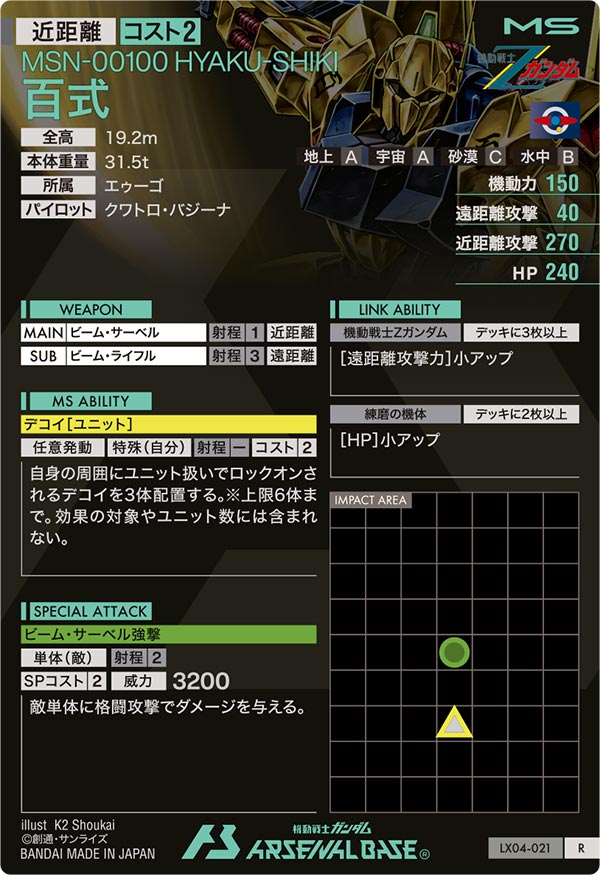 近距離 コスト2 MS
MSN-00100 HYAKU-SHIKI
機動戦士Zガンダム
百式
全高 19.2m
本体重量 31.5t
所属 エゥーゴ
パイロット クワトロ・バジーナ
地上 A 宇宙 A 砂漠 C 水中 B
機動力 150
遠距離攻撃 40
近距離攻撃 270
HP 240
WEAPON
MAIN ビーム・サーベル 射程 1 近距離
SUB ビーム・ライフル 射程 3 遠距離
MS ABILITY
デコイ[ユニット]
任意発動 特殊(自分) 射程 ー コスト 2
自身の周囲にユニット扱いでロックオンさ
れるデコイを3体配置する。※上限6体ま
で。効果の対象やユニット数には含まれ
ない。
SPECIAL ATTACK
ビーム・サーベル強撃
単体(敵) 射程 2
SPコスト 2 威力 3200
敵単体に格闘攻撃でダメージを与える。
LINK ABILITY
機動戦士Zガンダム デッキに3枚以上
[遠距離攻撃力]小アップ
練磨の機体 デッキに2枚以上
[HP]小アップ
IMPACT AREA
illust K2 Shoukai
©創通・サンライズ
BANDAI MADE IN JAPAN
機動戦士ガンダム
ARSENAL BASE®
LX04-021 R